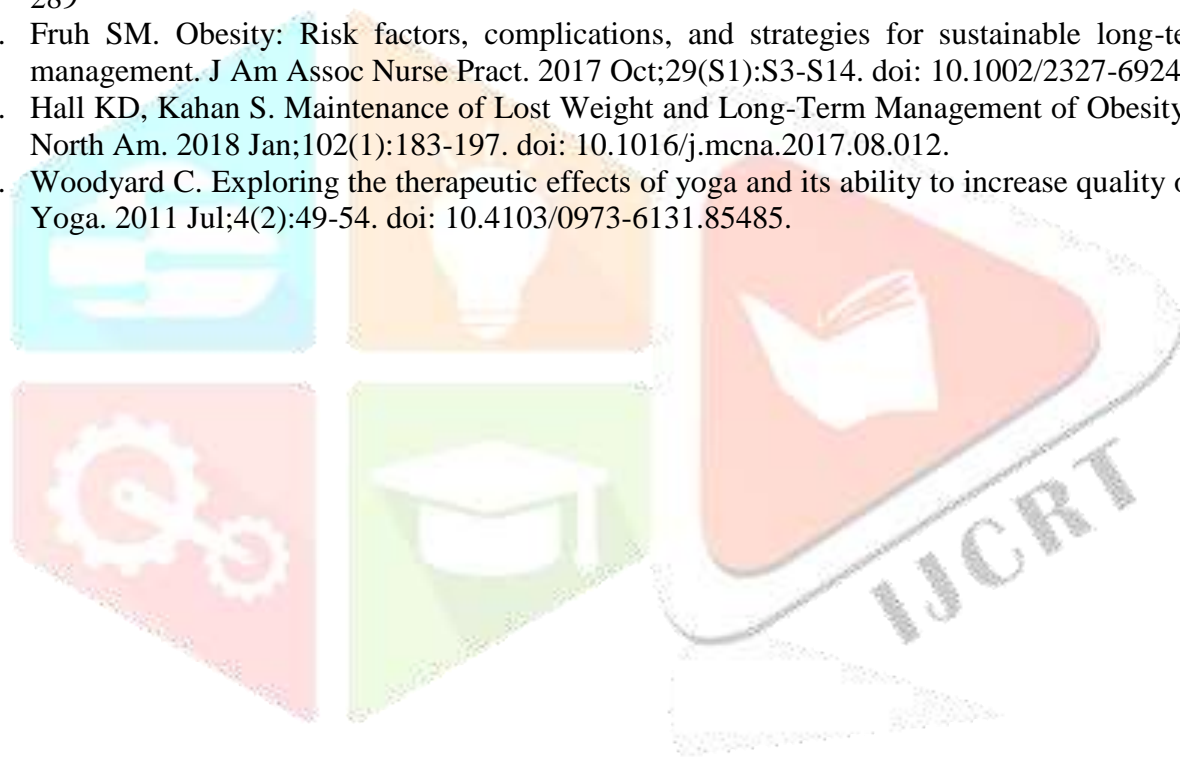 289
. Fruh SM. Obesity: Risk factors, complications, and strategies for sustainable long-te
management. J Am Assoc Nurse Pract. 2017 Oct;29(S1):S3-S14. doi: 10.1002/2327-6924
. Hall KD, Kahan S. Maintenance of Lost Weight and Long-Term Management of Obesity
North Am. 2018 Jan;102(1):183-197. doi: 10.1016/j.mcna.2017.08.012.
. Woodyard C. Exploring the therapeutic effects of yoga and its ability to increase quality o
Yoga. 2011 Jul;4(2):49-54. doi: 10.4103/0973-6131.85485.
IJCRT